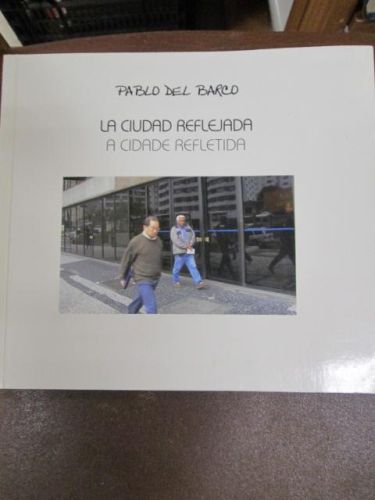 PABLO DEL BARCO
LA CIUDAD REFLEJADA
A CIDADE REFLETIDA